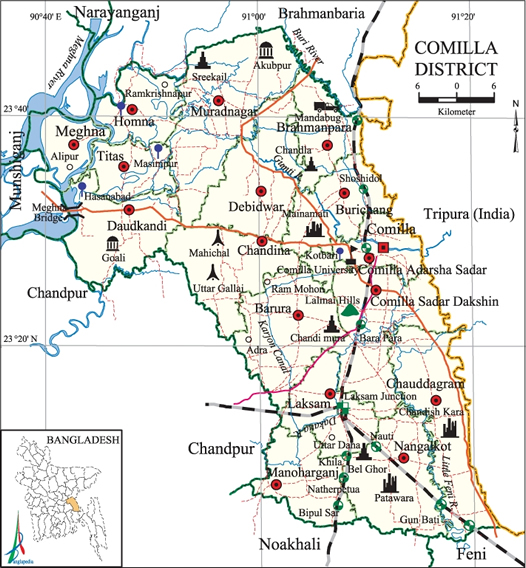 90°40' E
91°00'
91°20'
Narayanganj
Brahmanbaria
COMILLA
DISTRICT
6 0 6
Kilometer
N
Meghna River
Buri River
Akubpur
Sreekail
Ramkrishnapur
Muradnagar
Homna
23°40'
Mandabug
Brahmanpara
Meghna
Munshiganj
Alipur
Titas
Masimpur
Chandla
Gomti R.
Shoshidol
Hasanabad
Debidwar
Burichang
Meghna
Bridge
Daudkandi
Mainamati
Comilla
Tripura (India)
Goali
Mahichal
Chandina
Kotbari
Comilla University
Comilla Adarsha Sadar
Chandpur
Uttar Gallai
Ram Mohon
Lalmai Hills
Comilla Sadar Dakshin
Barura
Chandi mura
Bara Para
23°20' N
Adra
Chauddagram
Laksam
Laksam Junction
Chandish Kara
Dakatia R.
BANGLADESH
Chandpur
Uttar Daha
Nauti
Nangalkot
Little Feni R.
Khila
Bel Ghor
Manoharganj
Natherpetua
Patawara
Bipul Sar
Gun Bati
Noakhali
Feni
Banglapedia